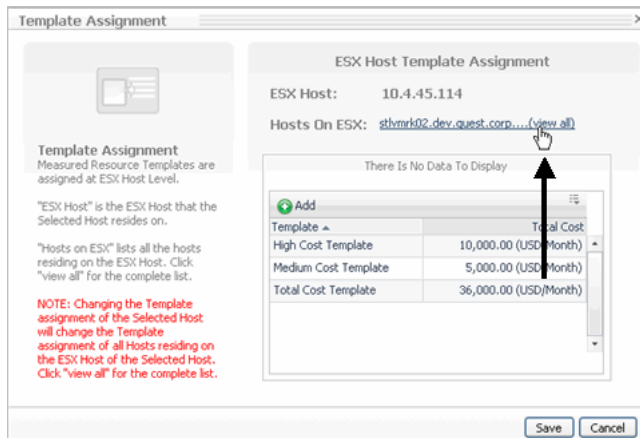 Template Assignment
ESX Host Template Assignment
ESX Host: 10.4.45.114
Hosts On ESX: stlvmrk02.dev.quest.corp....(view all)
Template Assignment
Measured Resource Templates are
assigned at ESX Host Level.
"ESX Host" is the ESX Host that the
Selected Host resides on.
"Hosts on ESX" lists all the hosts
residing on the ESX Host. Click
"view all" for the complete list.
NOTE: Changing the Template
assignment of the Selected Host
will change the Template
assignment of all Hosts residing on
the ESX Host of the Selected Host.
Click "view all" for the complete list.
There Is No Data To Display
Add
Template Total Cost
High Cost Template 10,000.00 (USD/Month)
Medium Cost Template 5,000.00 (USD/Month)
Total Cost Template 36,000.00 (USD/Month)
Save Cancel